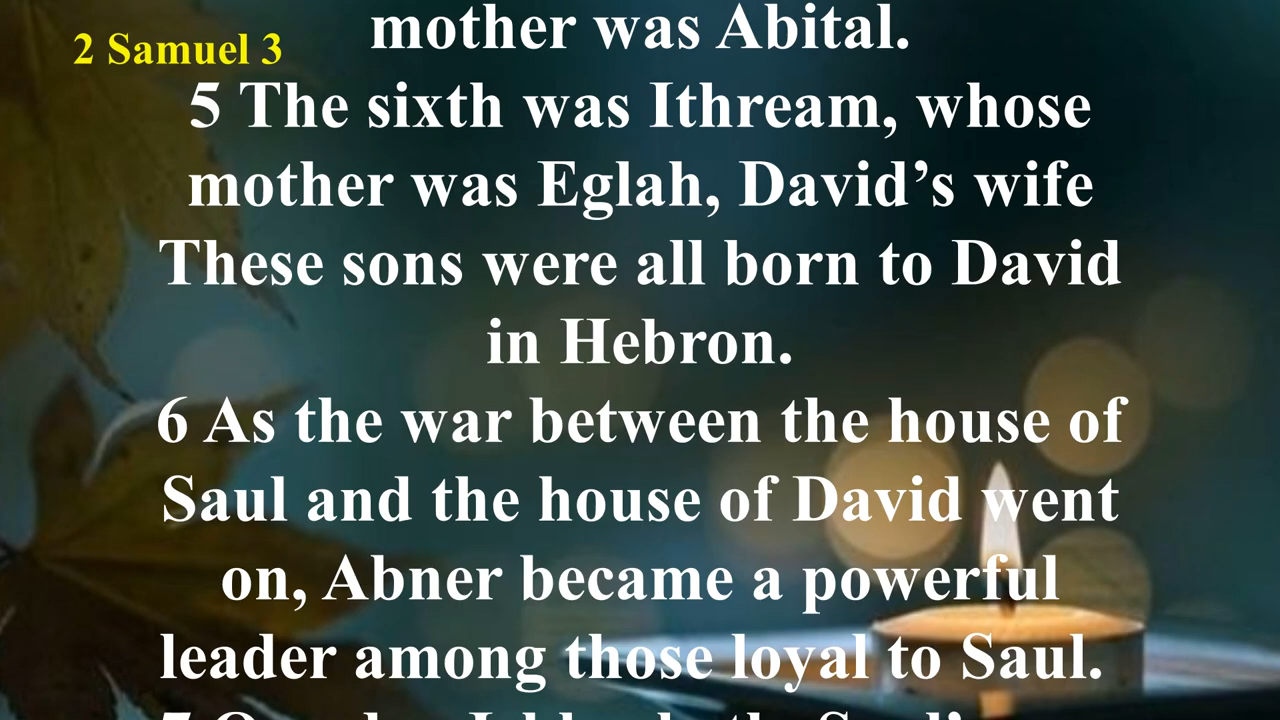 2 Samuel 3
mother was Abital.
5 The sixth was Ithream, whose
mother was Eglah, David’s wife
These sons were all born to David
in Hebron.
6 As the war between the house of
Saul and the house of David went
on, Abner became a powerful
leader among those loyal to Saul.